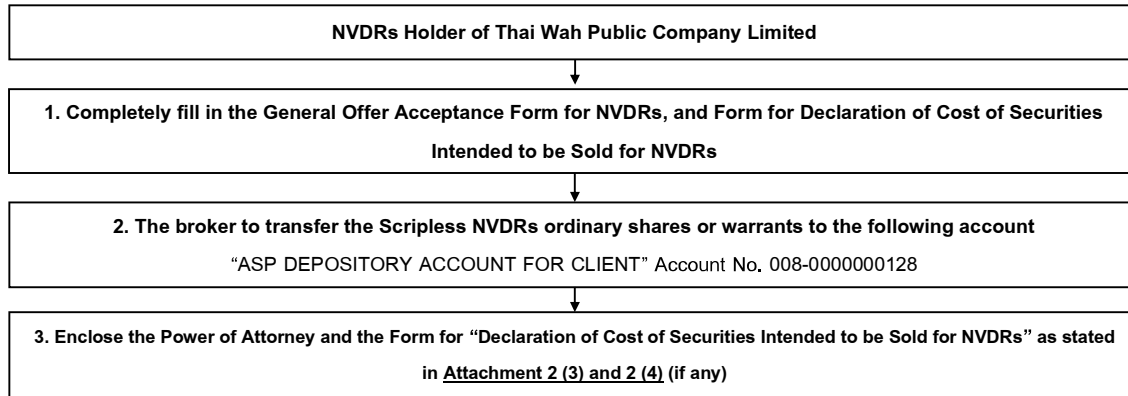 NVDRs Holder of Thai Wah Public Company Limited
1. Completely fill in the General Offer Acceptance Form for NVDRs, and Form for Declaration of Cost of Securities
Intended to be Sold for NVDRs
2. The broker to transfer the Scripless NVDRs ordinary shares or warrants to the following account
“ASP DEPOSITORY ACCOUNT FOR CLIENT” Account No. 008-0000000128
3. Enclose the Power of Attorney and the Form for “Declaration of Cost of Securities Intended to be Sold for NVDRs” as stated
in Attachment 2 (3) and 2 (4) (if any)